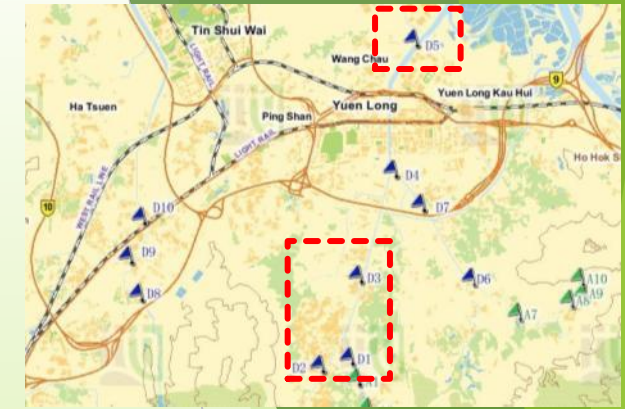 Tin Shui Wai
D5
Wang Chau
LIGHT RAIL
9
Yuen Long Kau Hui
Ha Tsuen
Yuen Long
Ping Shan
LIGHT RAIL
Ho Hok S
D4
WEST RAIL LINE
10
D10
D7
D9
D3
D6
A10
D8
A9
A8
A7
D1
D2
A1